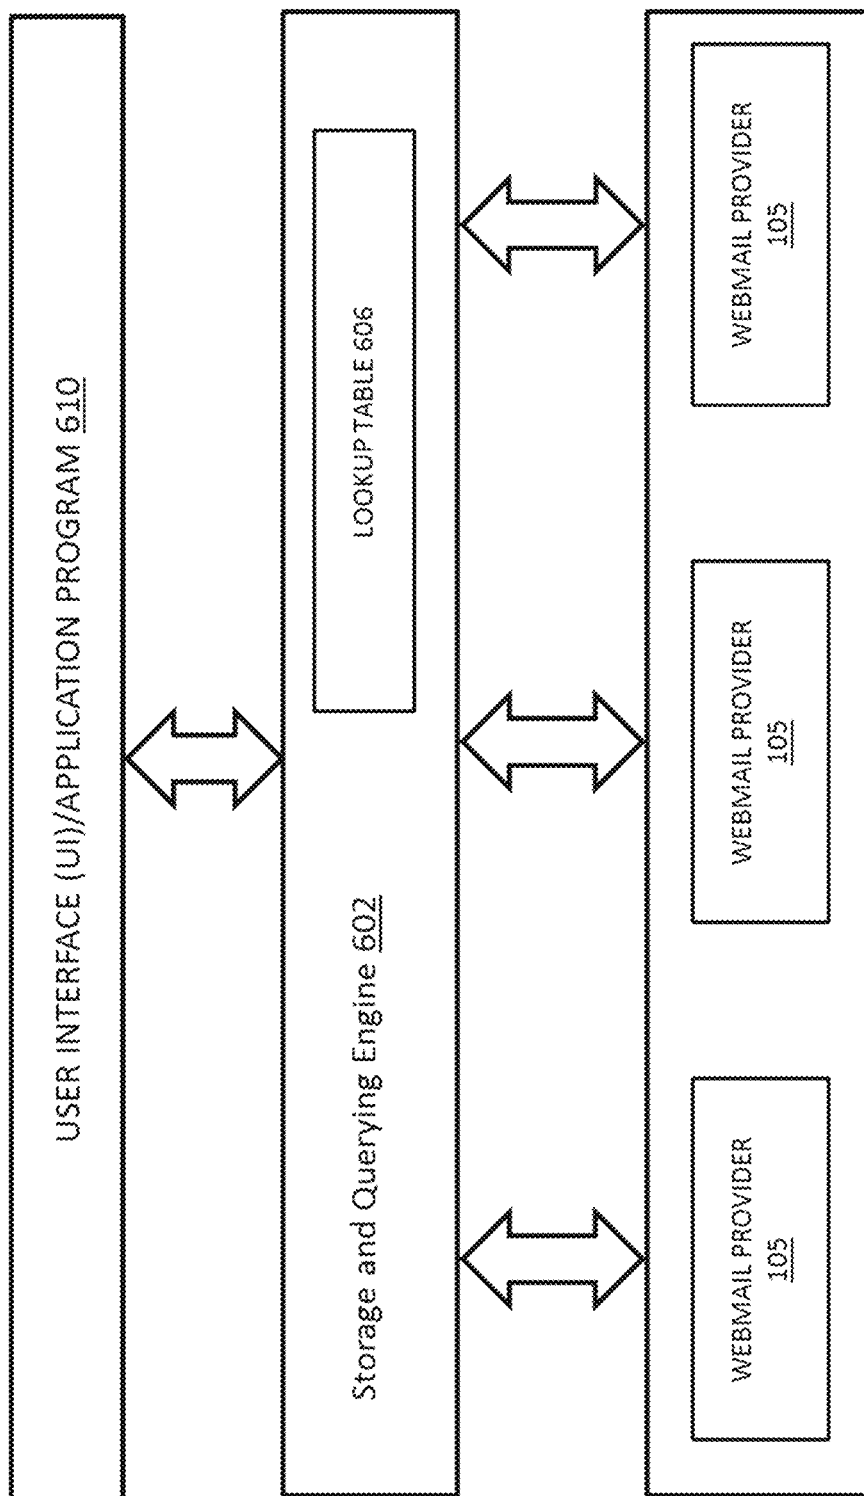 USER INTERFACE (UI)/APPLICATION PROGRAM 610
Storage and Querying Engine 602
LOOKUP TABLE 606
WEBMAIL PROVIDER
105
WEBMAIL PROVIDER
105
WEBMAIL PROVIDER
105